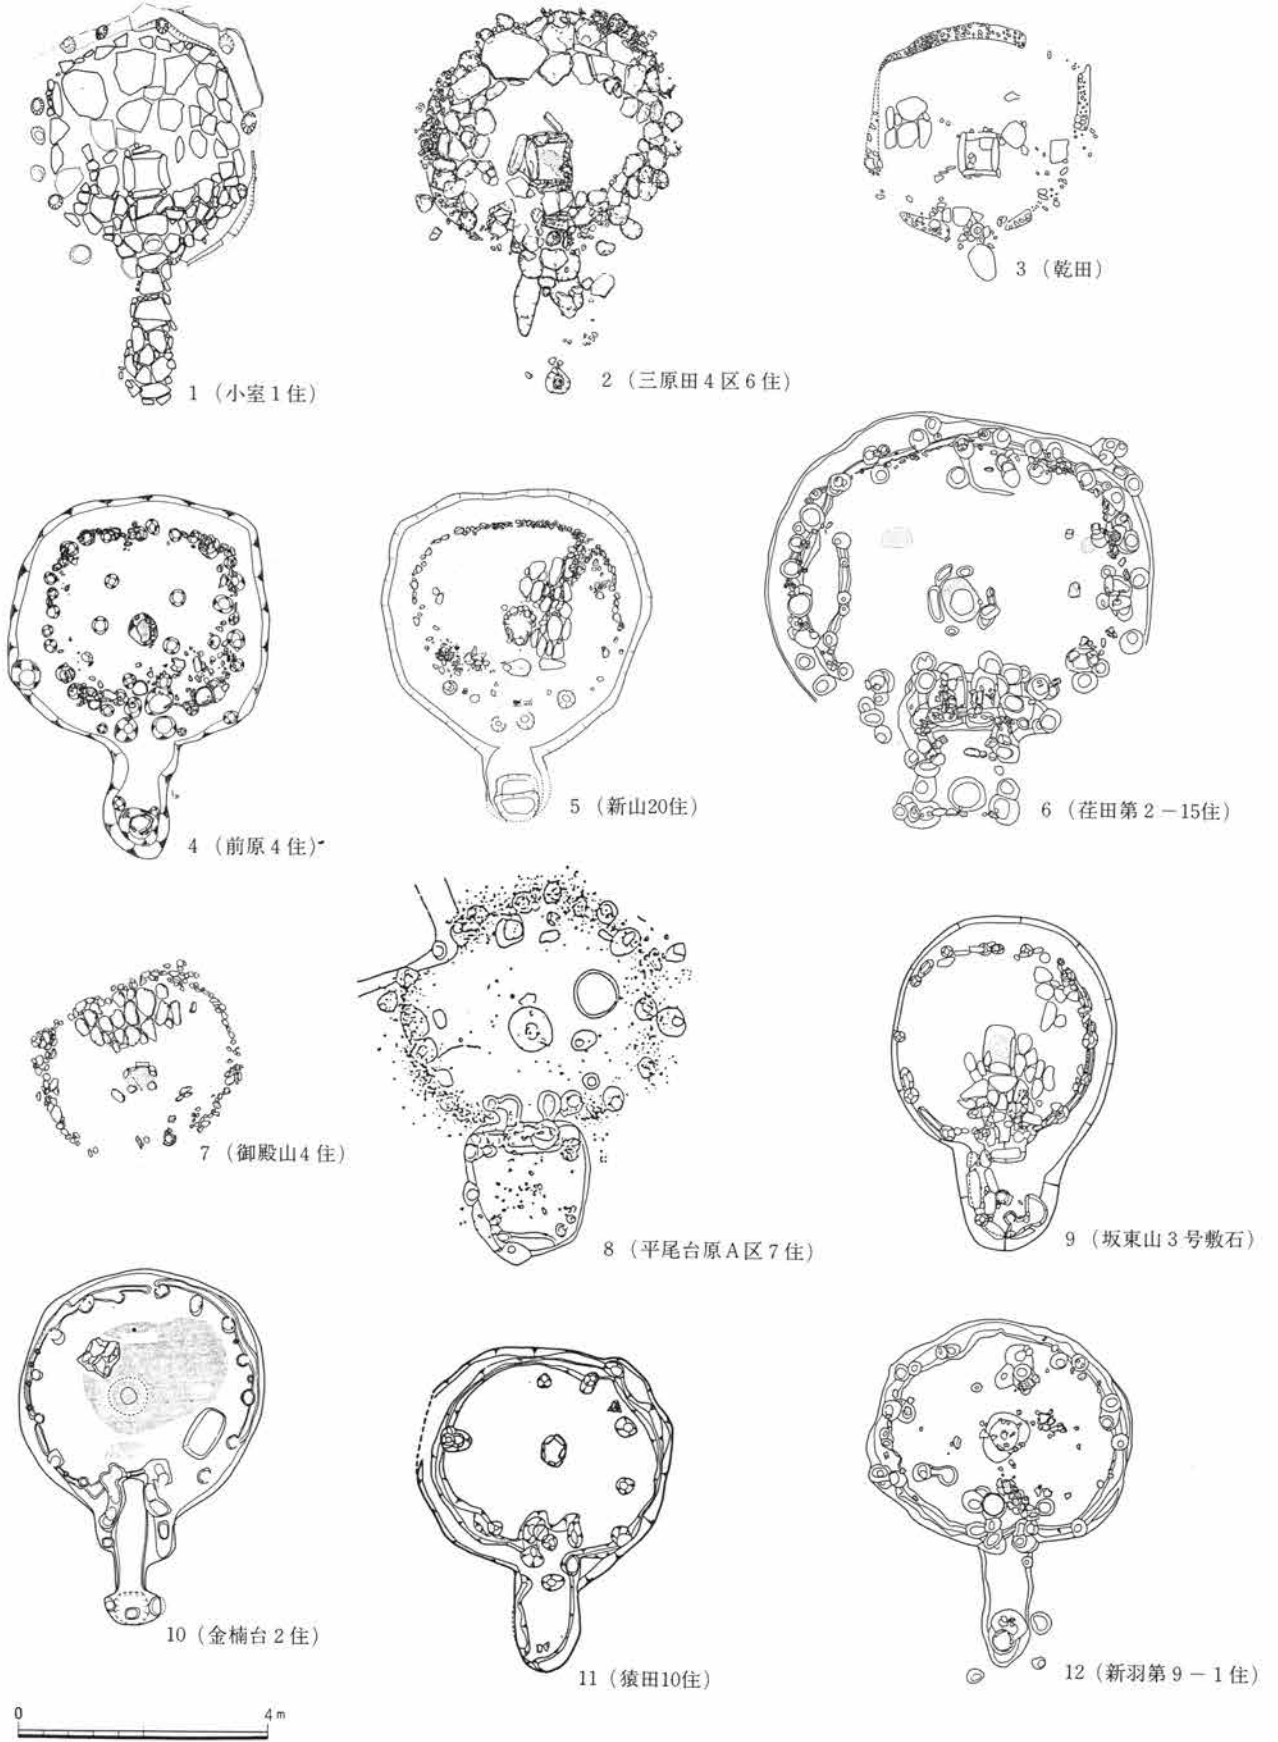 1（小室1住）
2（三原田4区6住）
3（乾田）
4（前原4住）
5（新山20住）
6（荏田第2－15住）
7（御殿山4住）
8（平尾台原A区7住）
9（坂東山3号敷石）
10（金楠台2住）
11（猿田10住）
12（新羽第9－1住）
0 4m